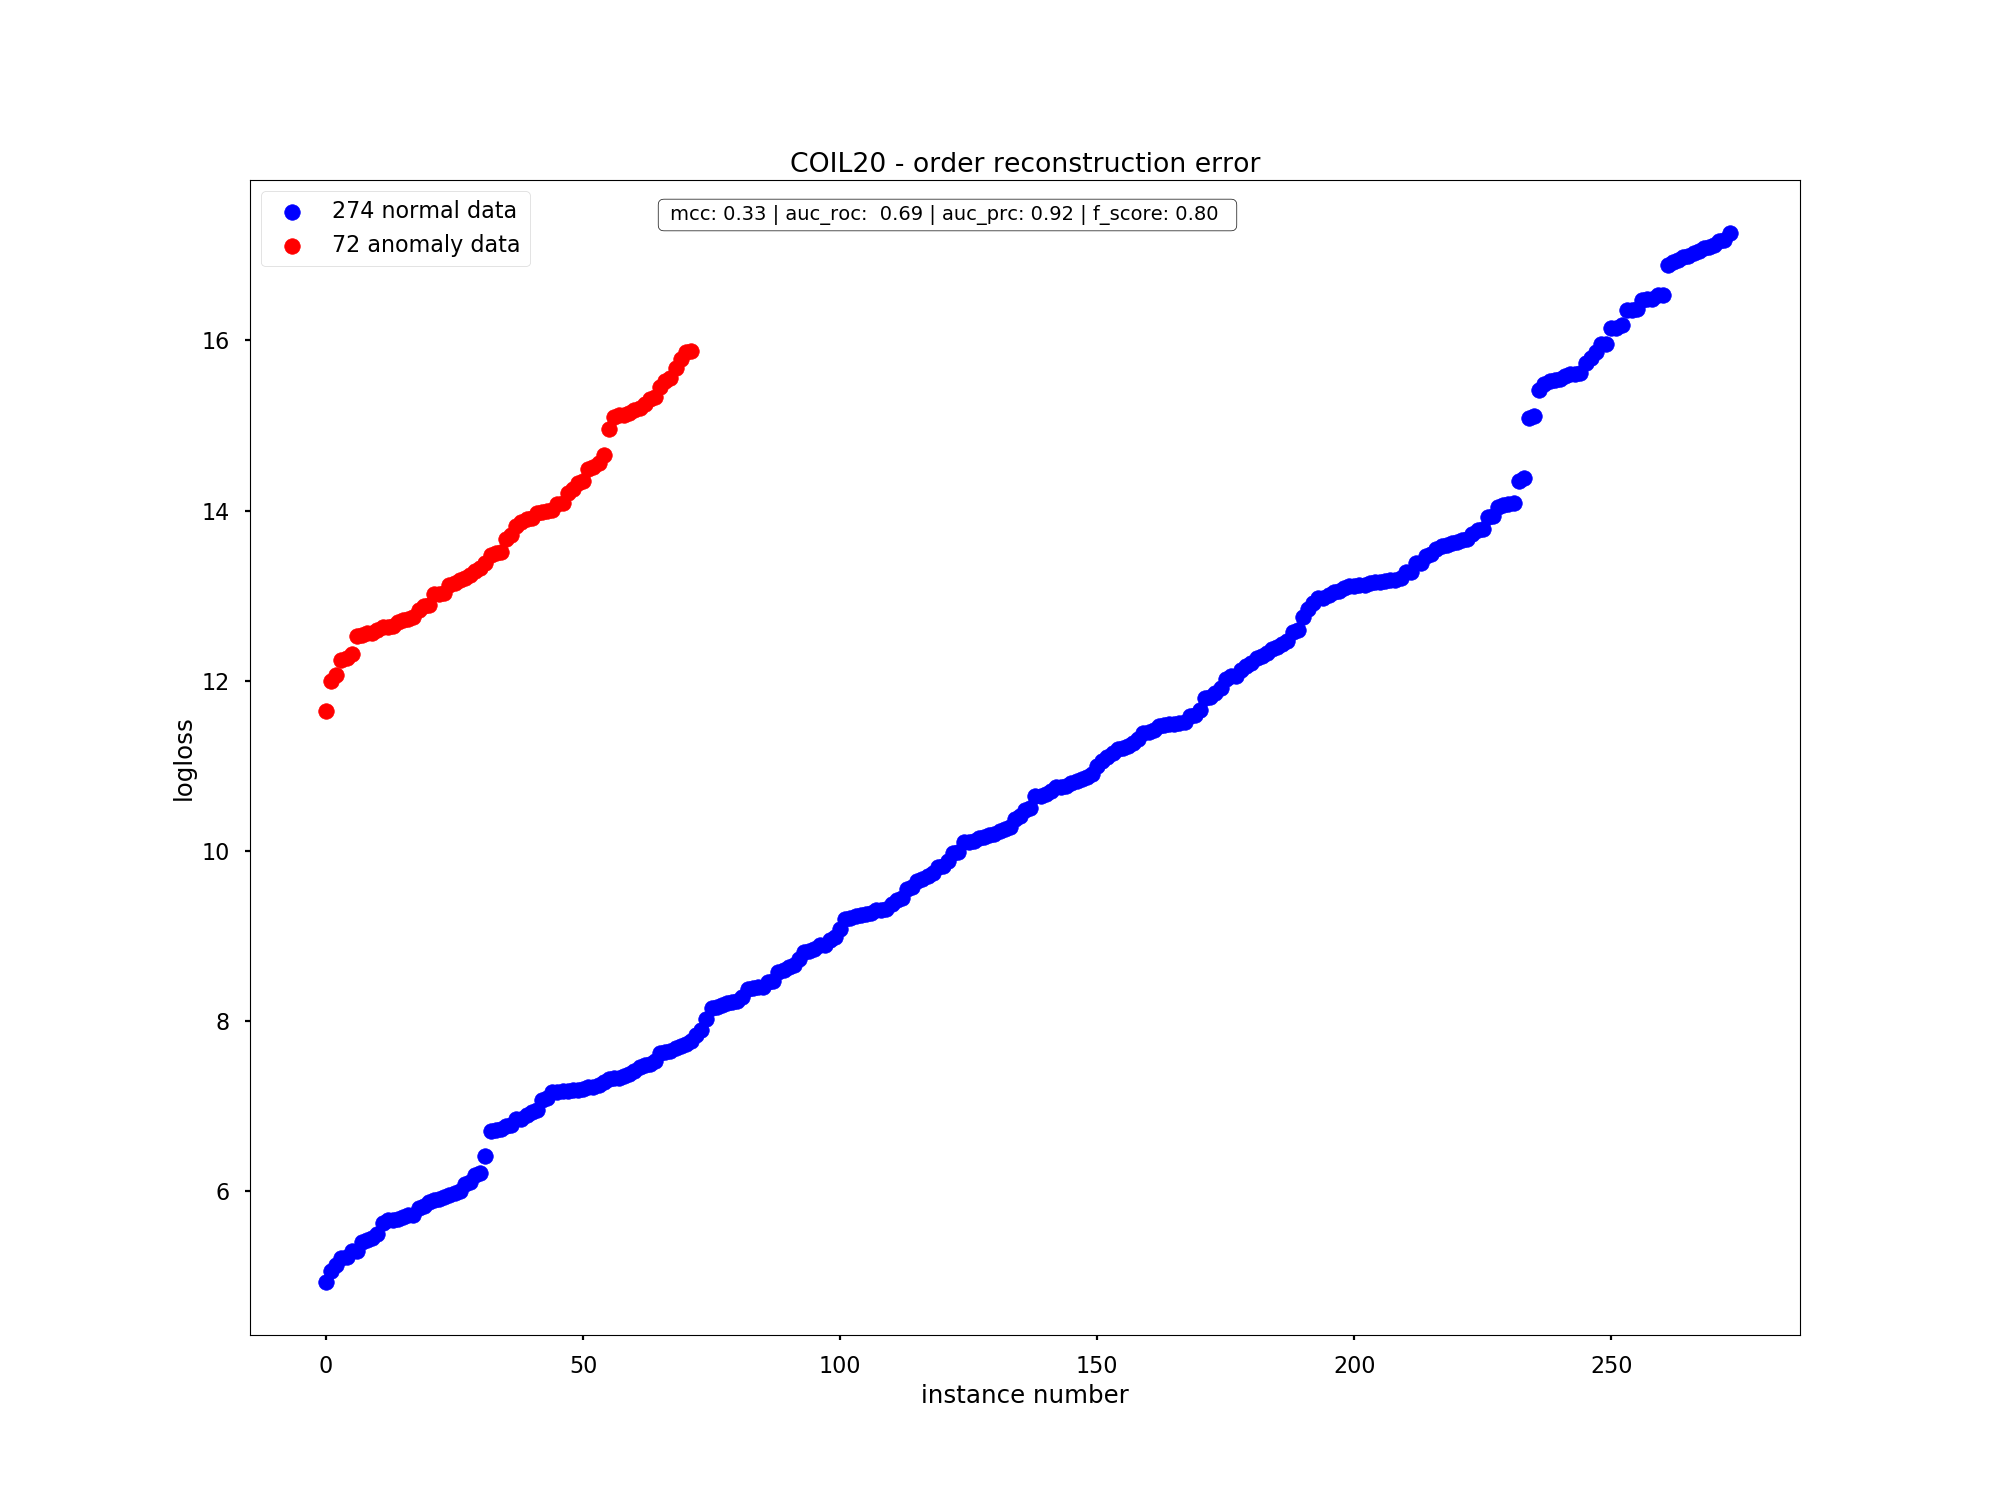 COIL20 - order reconstruction error
274 normal data
72 anomaly data
mcc: 0.33 | auc_roc:  0.69 | auc_prc: 0.92 | f_score: 0.80
16
14
12
10
8
6
logloss
0 50 100 150 200 250
instance number